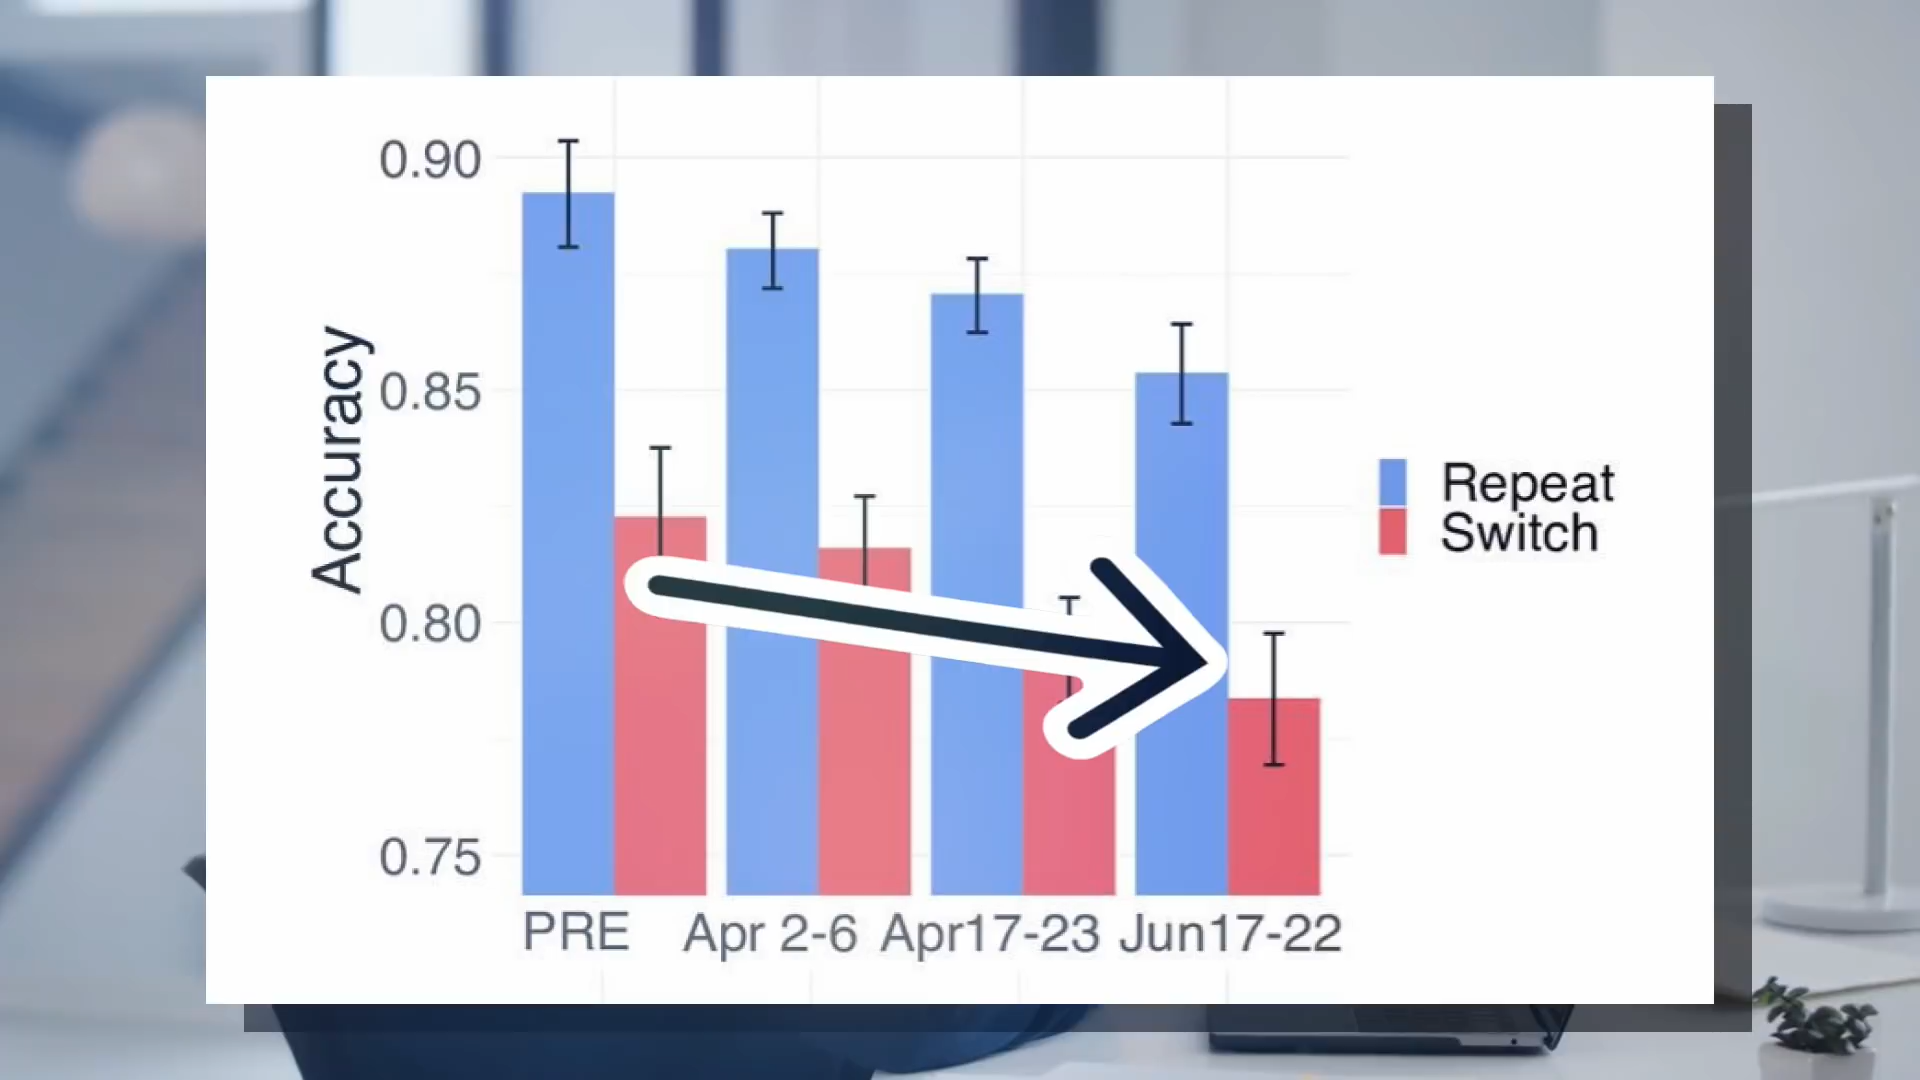 0.90
0.85
0.80
0.75
Accuracy
PRE
Apr 2-6
Apr17-23
Jun17-22
Repeat
Switch